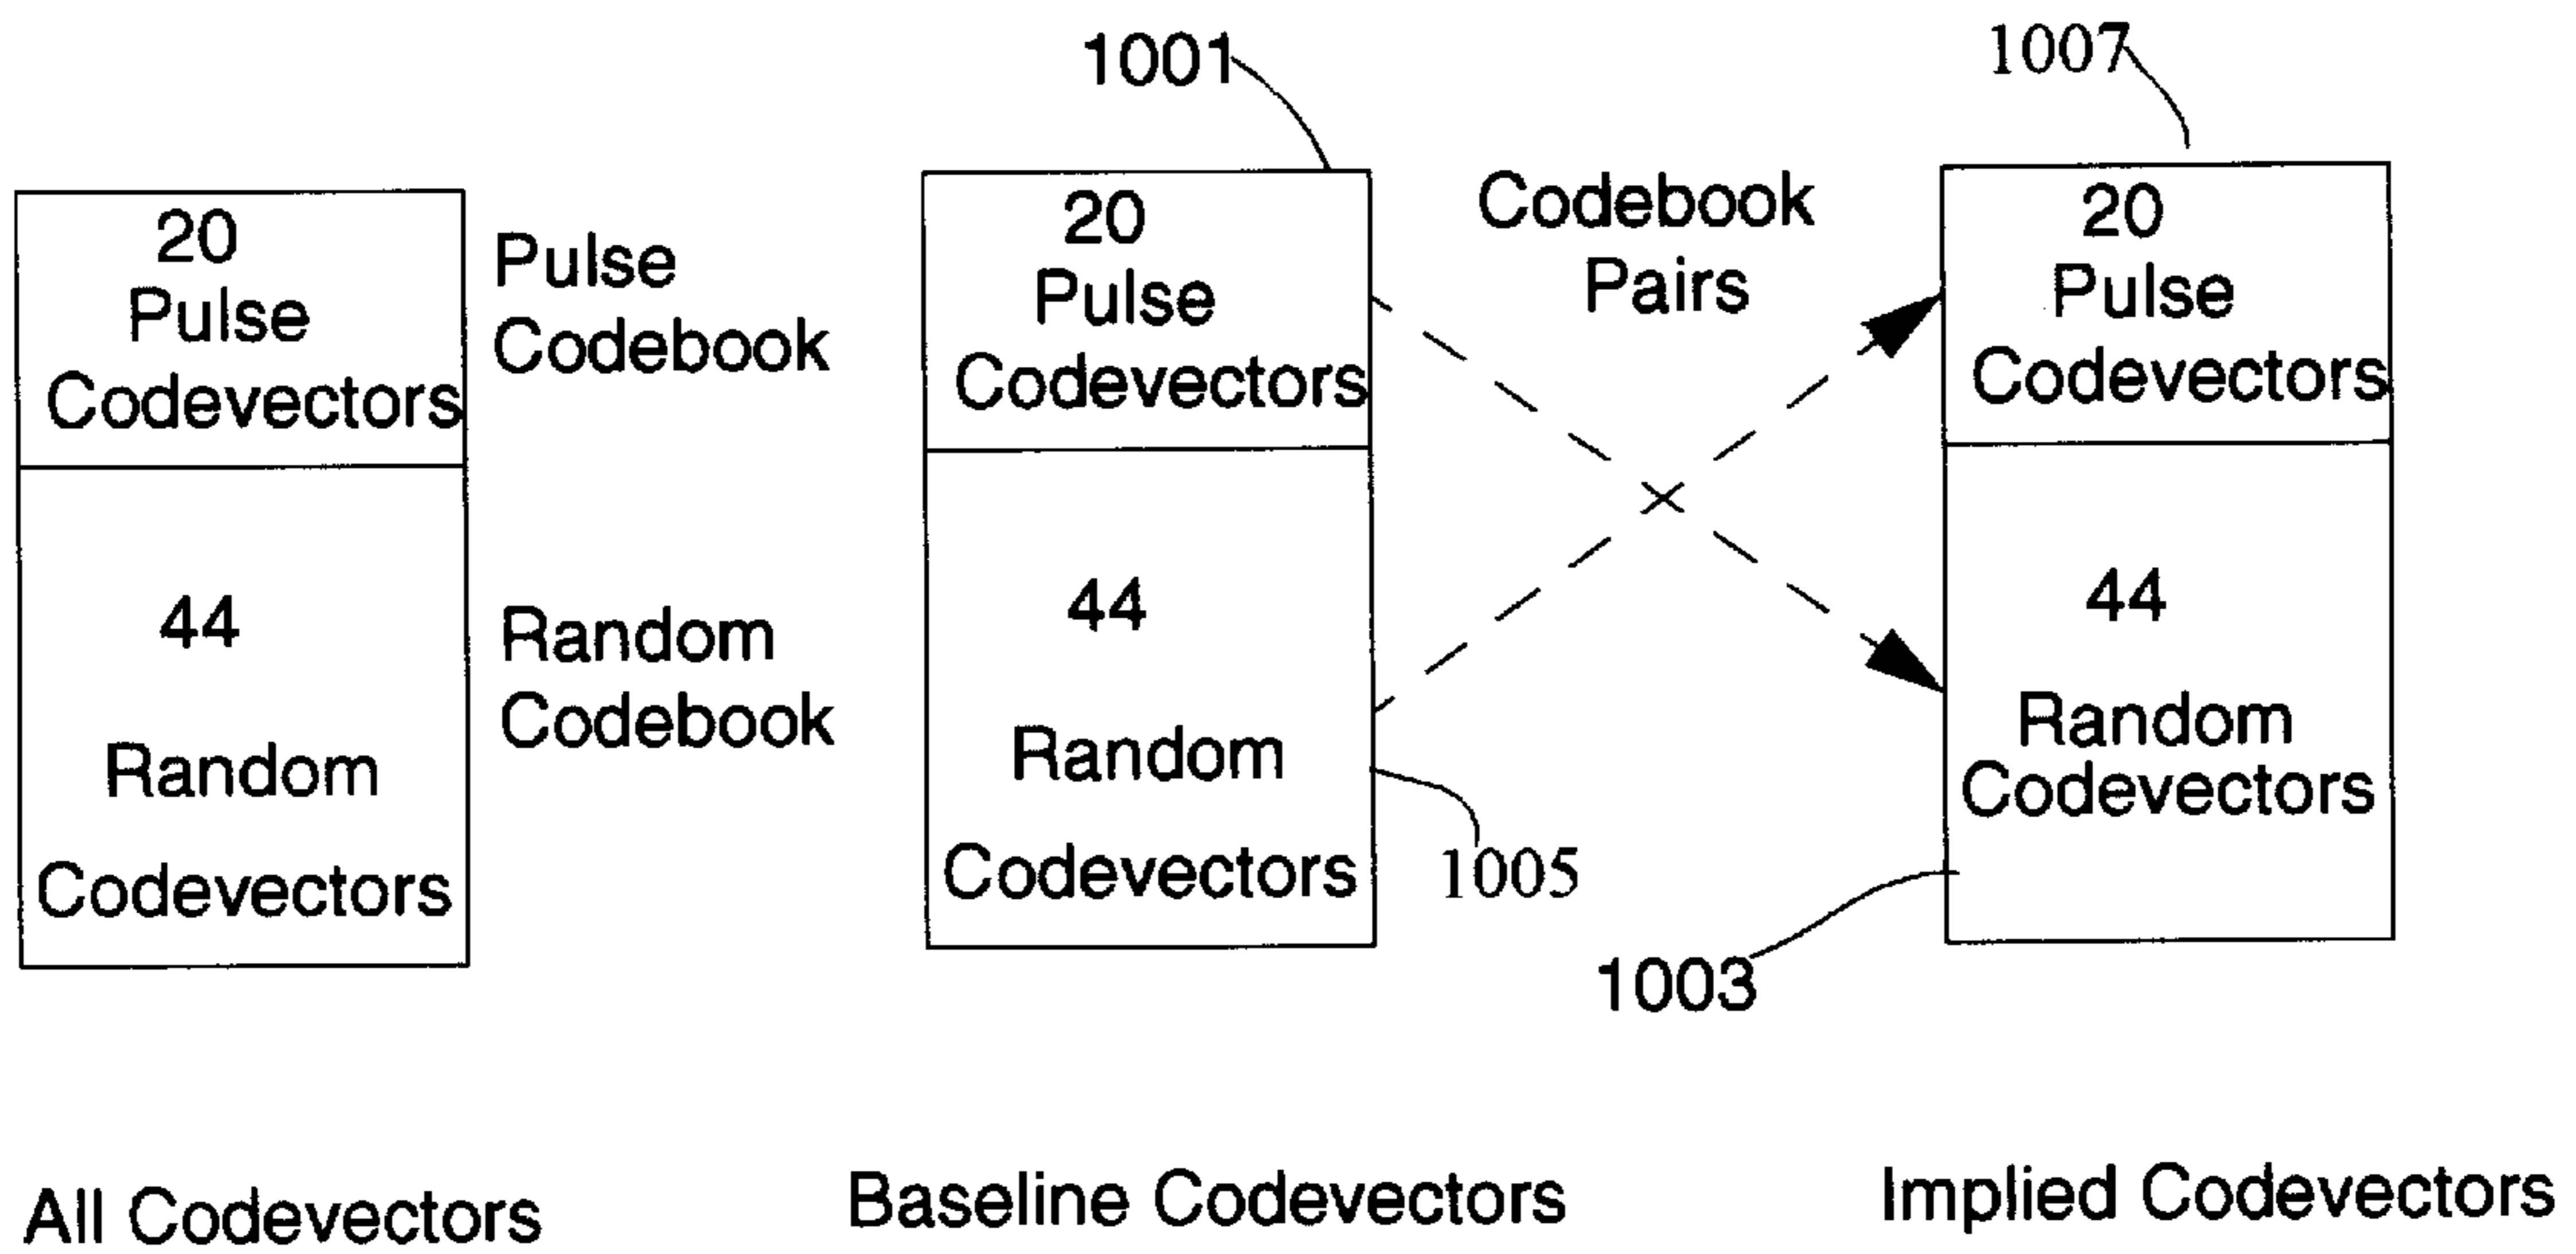 1001
1007
20
Pulse
Codevectors
44
Random
Codevectors
Pulse
Codebook
Random
Codebook
20
Pulse
Codevectors
44
Random
Codevectors
Codebook
Pairs
1005
1003
20
Pulse
Codevectors
44
Random
Codevectors
All Codevectors
Baseline Codevectors
Implied Codevectors